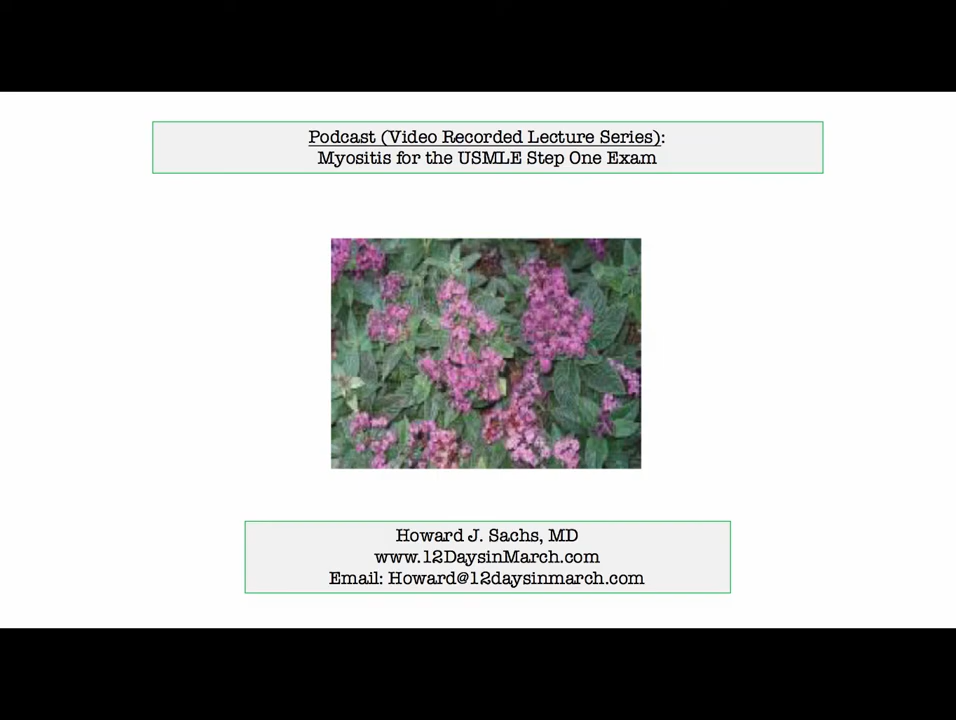 Podcast (Video Recorded Lecture Series):
Myositis for the USMLE Step One Exam
Howard J. Sachs, MD
www.12DaysinMarch.com
Email: Howard@12daysinmarch.com